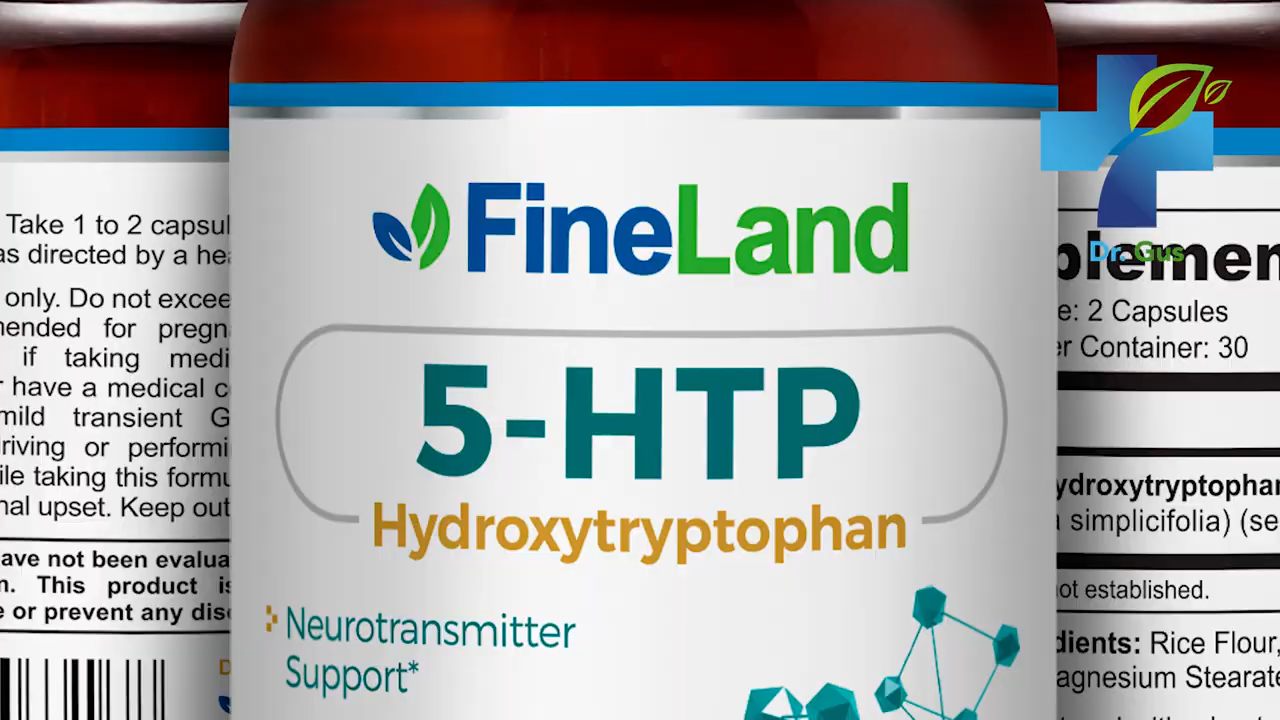 FineLand
5-HTP
Hydroxytryptophan
Neurotransmitter
Support*
Take 1 to 2 capsul
as directed by a hea
only. Do not excee
mended for pregn
if taking medi
have a medical c
mild transient G
driving or performi
ile taking this formu
nal upset. Keep out
ave not been evalua
n. This product is
e or prevent any dis
Dr. Gus
plemen
e: 2 Capsules
er Container: 30
ydroxytryptophan
simplicifolia) (se
ot established.
dients: Rice Flour,
agnesium Stearate